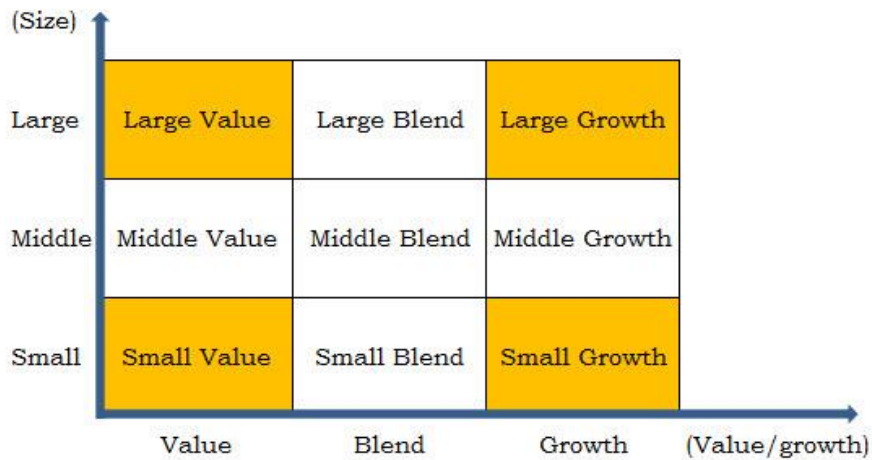 (Size)
Large Large Value Large Blend Large Growth
Middle Middle Value Middle Blend Middle Growth
Small Small Value Small Blend Small Growth
Value Blend Growth (Value/growth)